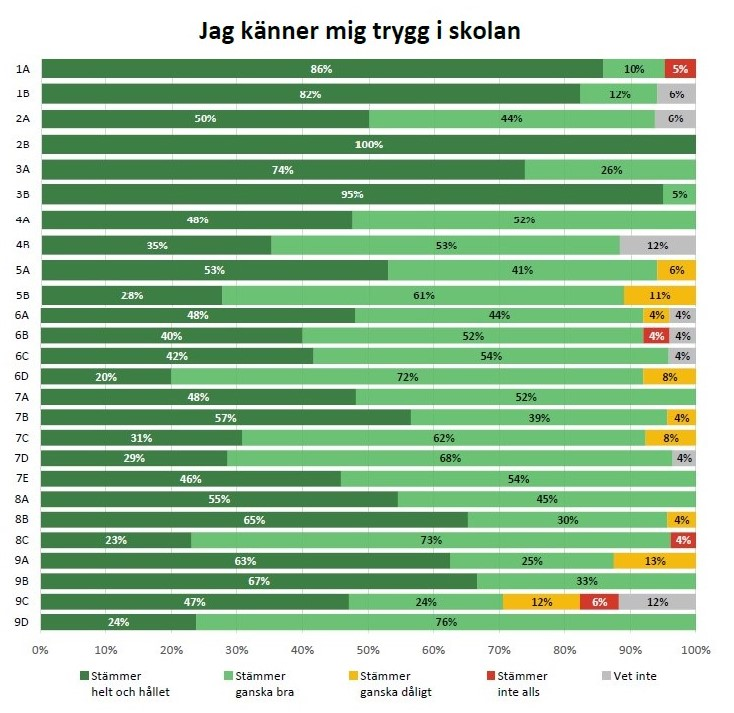 Jag känner mig trygg i skolan
1A 86% 10% 5%
1B 82% 12% 6%
2A 50% 44% 6%
2B 100%
3A 74% 26%
3B 95% 5%
4A 48% 52%
4B 35% 53% 12%
5A 53% 41% 6%
5B 28% 61% 11%
6A 48% 44% 4% 4%
6B 40% 52% 4% 4%
6C 42% 54% 4%
6D 20% 72% 8%
7A 48% 52%
7B 57% 39% 4%
7C 31% 62% 8%
7D 29% 68% 4%
7E 46% 54%
8A 55% 45%
8B 65% 30% 4%
8C 23% 73% 4%
9A 63% 25% 13%
9B 67% 33%
9C 47% 24% 12% 6% 12%
9D 24% 76%
0% 10% 20% 30% 40% 50% 60% 70% 80% 90% 100%
Stämmer helt och hållet
Stämmer ganska bra
Stämmer ganska dåligt
Stämmer inte alls
Vet inte